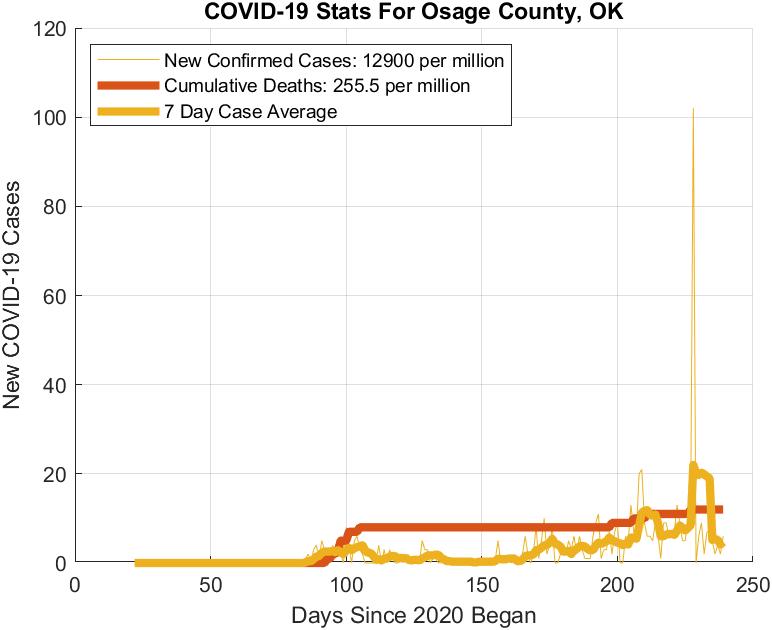 COVID-19 Stats For Osage County, OK
New Confirmed Cases: 12900 per million
Cumulative Deaths: 255.5 per million
7 Day Case Average
New COVID-19 Cases
120
100
80
60
40
20
0
0 50 100 150 200 250
Days Since 2020 Began